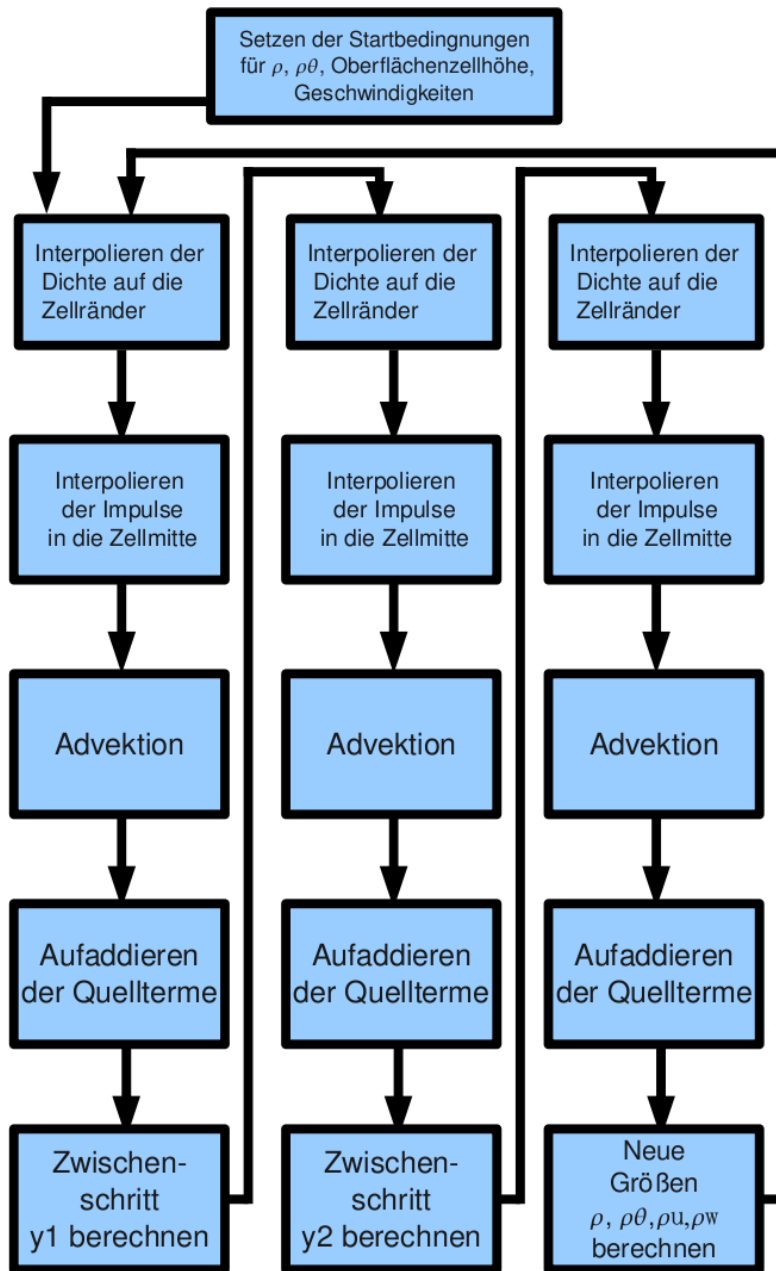 Setzen der Startbedingnungen
für ρ, ρθ, Oberflächenzellhöhe,
Geschwindigkeiten
Interpolieren der
Dichte auf die
Zellränder
Interpolieren
der Impulse
in die Zellmitte
Advektion
Aufaddieren
der Quellterme
Zwischen-
schritt
y1 berechnen
Interpolieren der
Dichte auf die
Zellränder
Interpolieren
der Impulse
in die Zellmitte
Advektion
Aufaddieren
der Quellterme
Zwischen-
schritt
y2 berechnen
Interpolieren der
Dichte auf die
Zellränder
Interpolieren
der Impulse
in die Zellmitte
Advektion
Aufaddieren
der Quellterme
Neue
Größen
ρ, ρθ,ρu,ρw
berechnen